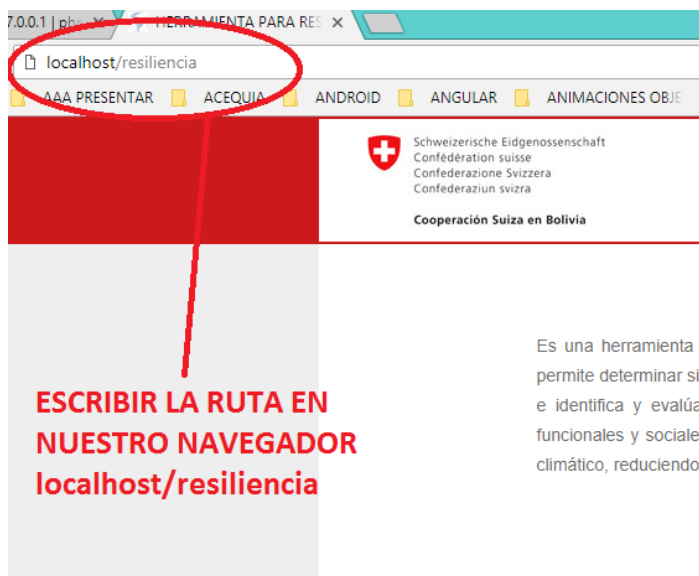 7.0.0.1 | ph
HERRAMIENTA PARA RES
localhost/resiliencia
AAA PRESENTAR ACEQUIA ANDROID ANGULAR ANIMACIONES OBJE
Schweizerische Eidgenossenschaft
Confédération suisse
Confederazione Svizzera
Confederaziun svizra
Cooperación Suiza en Bolivia
Es una herramienta
permite determinar si
e identifica y evalúa
funcionales y sociale
climático, reduciendo
ESCRIBIR LA RUTA EN
NUESTRO NAVEGADOR
localhost/resiliencia